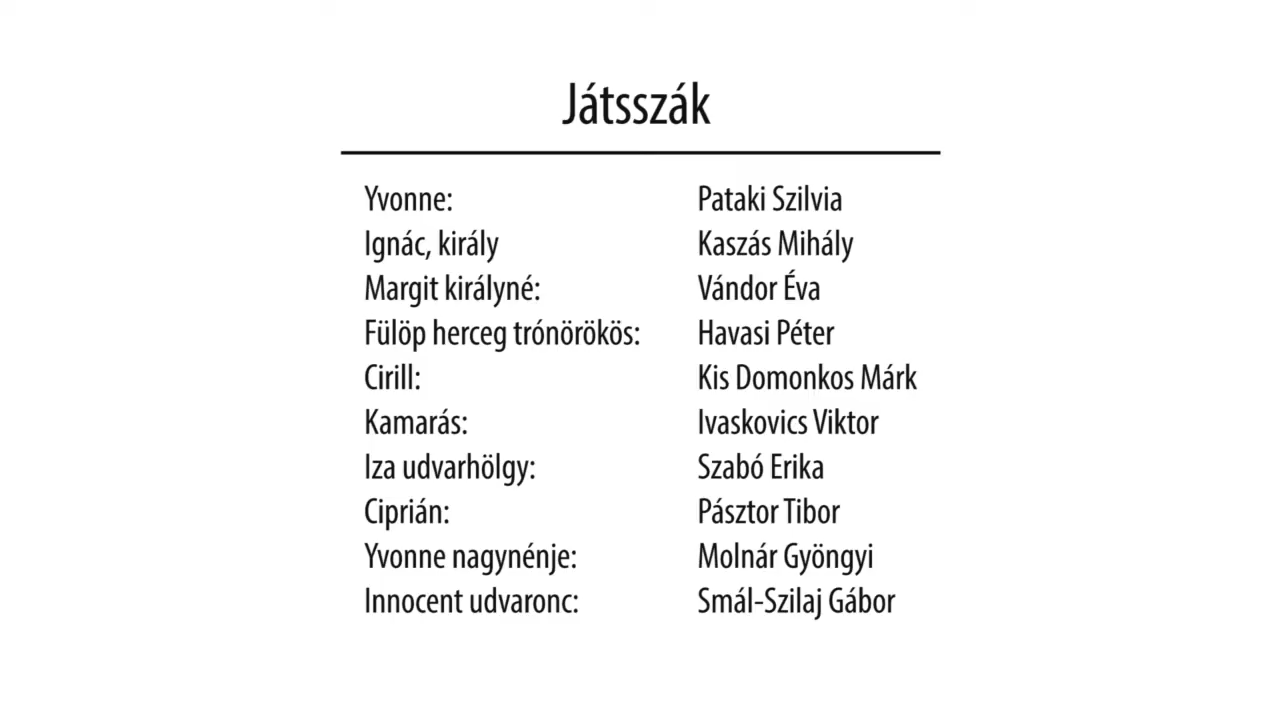 Játsszák
Yvonne: Pataki Szilvia
Ignác, király Kaszás Mihály
Margit királyné: Vándor Éva
Fülöp herceg trónörökös: Havasi Péter
Cirill: Kis Domonkos Márk
Kamarás: Ivaskovics Viktor
Iza udvarhölgy: Szabó Erika
Ciprián: Pásztor Tibor
Yvonne nagynénje: Molnár Gyöngyi
Innocent udvaronc: Smál-Szilaj Gábor